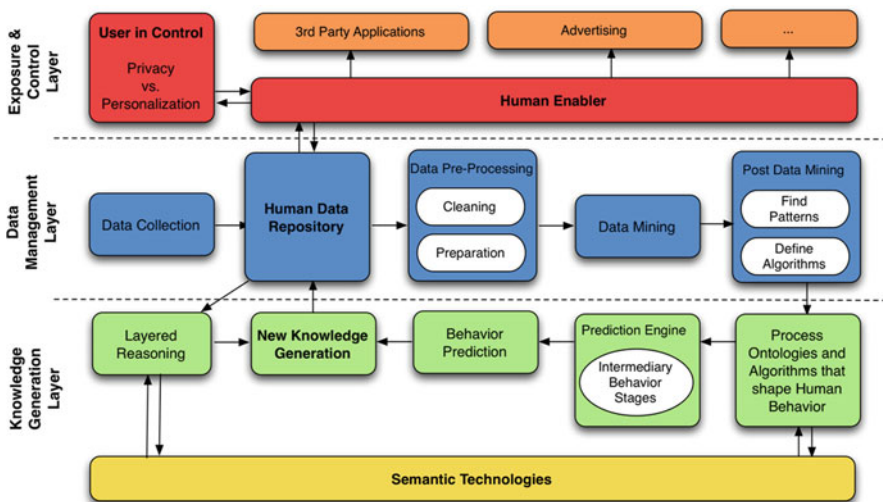 Exposure &
Control
Layer
User in Control
Privacy
vs.
Personalization
3rd Party Applications
Advertising
...
Human Enabler
Data
Management
Layer
Data Collection
Human Data
Repository
Data Pre-Processing
Cleaning
Preparation
Data Mining
Post Data Mining
Find
Patterns
Define
Algorithms
Knowledge
Generation
Layer
Layered
Reasoning
New Knowledge
Generation
Behavior
Prediction
Prediction Engine
Intermediary
Behavior
Stages
Process
Ontologies and
Algorithms that
shape Human
Behavior
Semantic Technologies